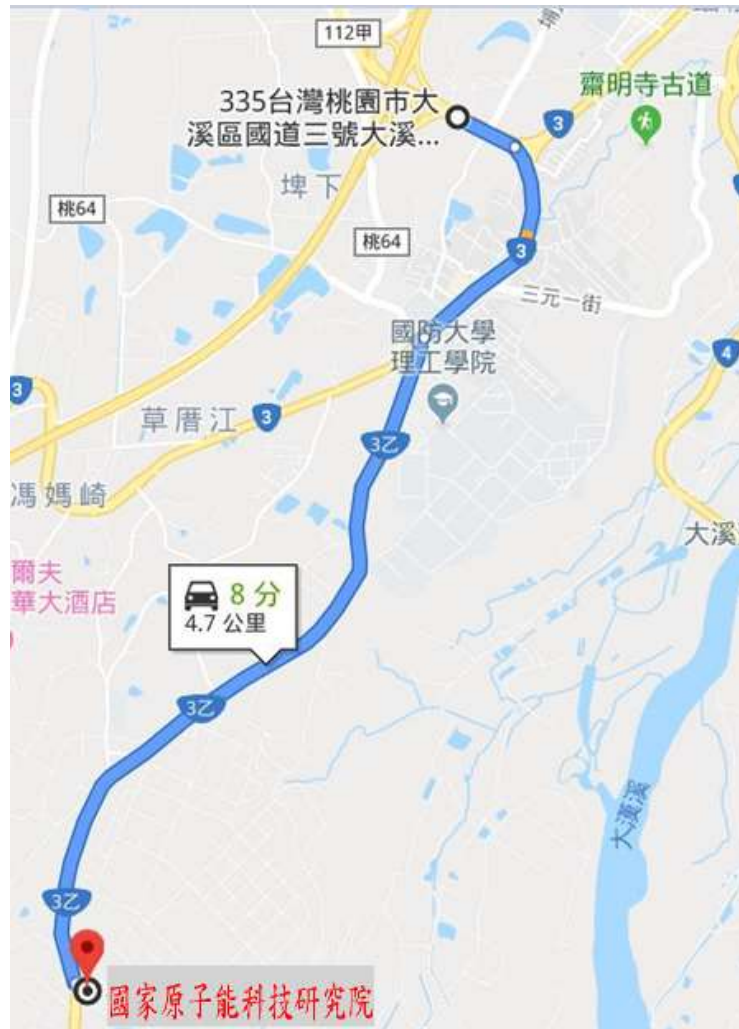 112甲
335台灣桃園市大
溪區國道三號大溪...
3
齋明寺古道
埤下
桃64
桃64
3
三元一街
國防大學
理工學院
4
3
草厝江
3
3乙
馮媽崎
大溪
爾夫
華大酒店
8 分
4.7 公里
3乙
大漢溪
3乙
國家原子能科技研究院